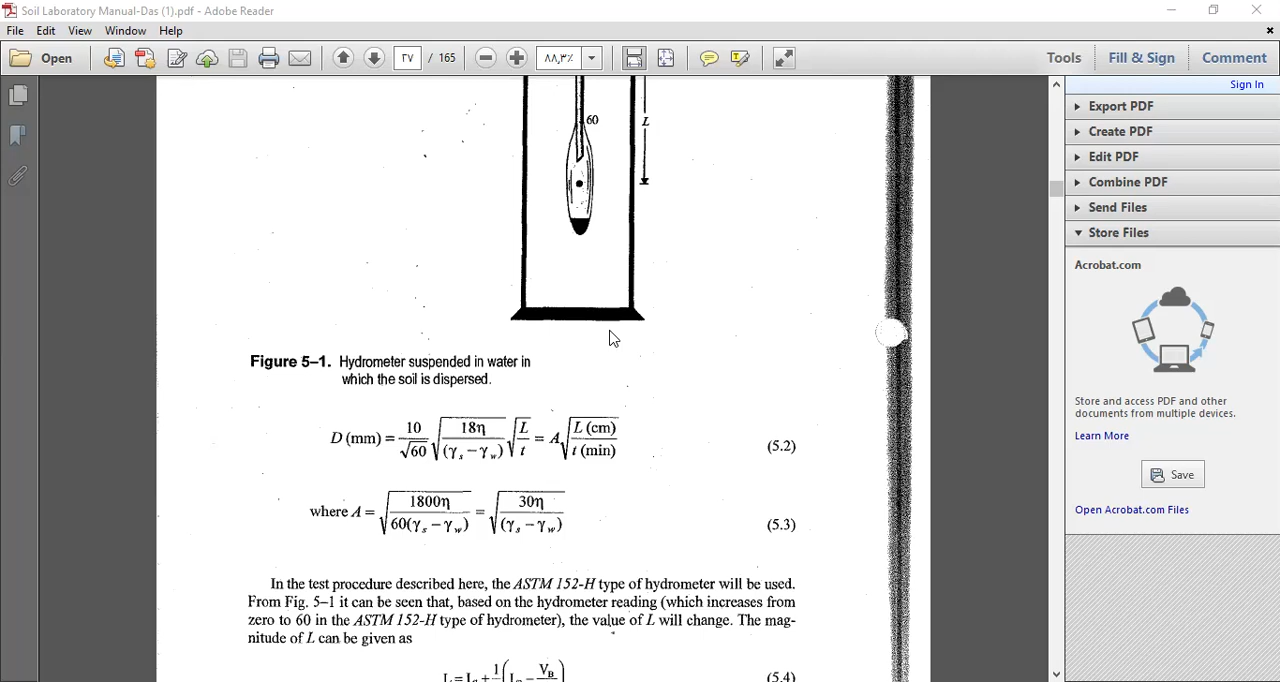 Soil Laboratory Manual-Das (1).pdf - Adobe Reader
File Edit View Window Help
Open ٢٧ / 165 ٨٨,٣٪ Tools Fill & Sign Comment
Sign In
Export PDF
Create PDF
Edit PDF
Combine PDF
Send Files
Store Files
Acrobat.com
Store and access PDF and other
documents from multiple devices.
Learn More
Save
Open Acrobat.com Files
60
L
Figure 5–1. Hydrometer suspended in water in
which the soil is dispersed.
D (mm) = 10/√60 √(18η/(γs − γw)) √(L/t) = A√(L (cm)/t (min)) (5.2)
where A = √(1800η/60(γs − γw)) = √(30η/(γs − γw)) (5.3)
In the test procedure described here, the ASTM 152-H type of hydrometer will be used.
From Fig. 5–1 it can be seen that, based on the hydrometer reading (which increases from
zero to 60 in the ASTM 152-H type of hydrometer), the value of L will change. The mag-
nitude of L can be given as
(5.4)